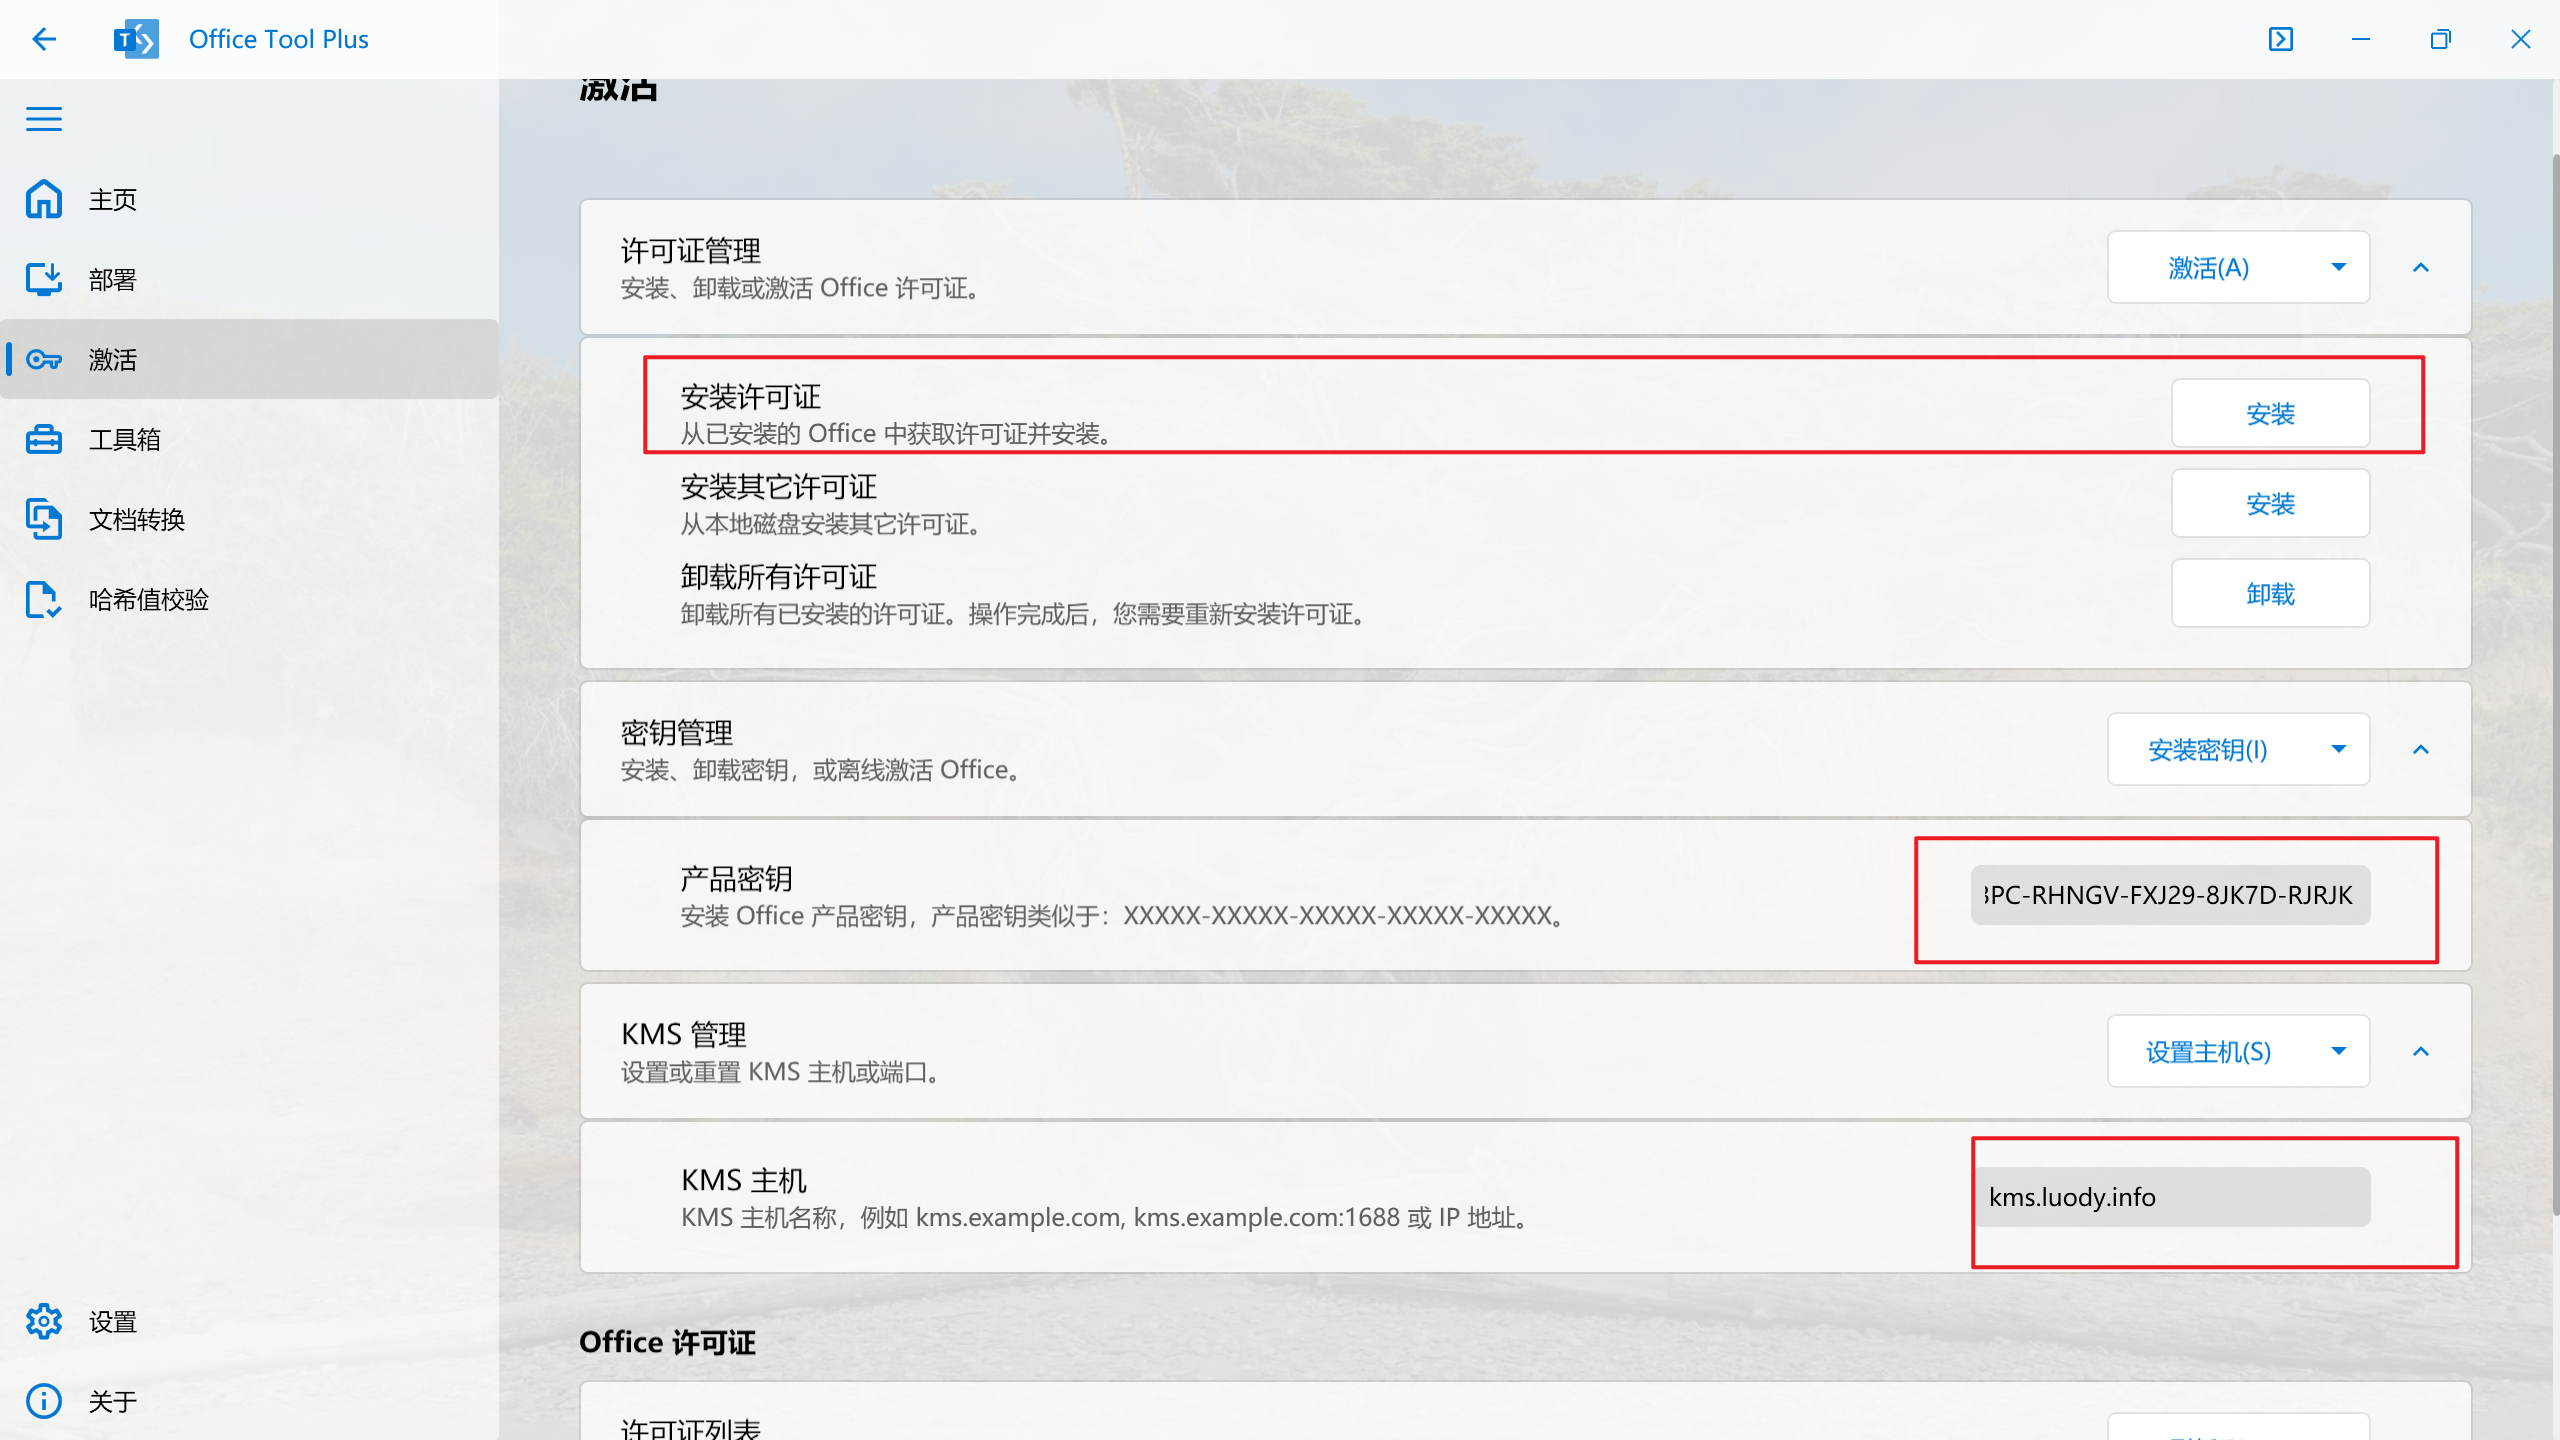 Office Tool Plus
激活
主页
部署
激活
工具箱
文档转换
哈希值校验
设置
关于
许可证管理
安装、卸载或激活 Office 许可证。
激活(A)
安装许可证
从已安装的 Office 中获取许可证并安装。
安装
安装其它许可证
从本地磁盘安装其它许可证。
安装
卸载所有许可证
卸载所有已安装的许可证。操作完成后，您需要重新安装许可证。
卸载
密钥管理
安装、卸载密钥，或离线激活 Office。
安装密钥(I)
产品密钥
安装 Office 产品密钥，产品密钥类似于：XXXXX-XXXXX-XXXXX-XXXXX-XXXXX。
PC-RHNGV-FXJ29-8JK7D-RJRJK
KMS 管理
设置或重置 KMS 主机或端口。
设置主机(S)
KMS 主机
KMS 主机名称，例如 kms.example.com, kms.example.com:1688 或 IP 地址。
kms.luody.info
Office 许可证
许可证列表